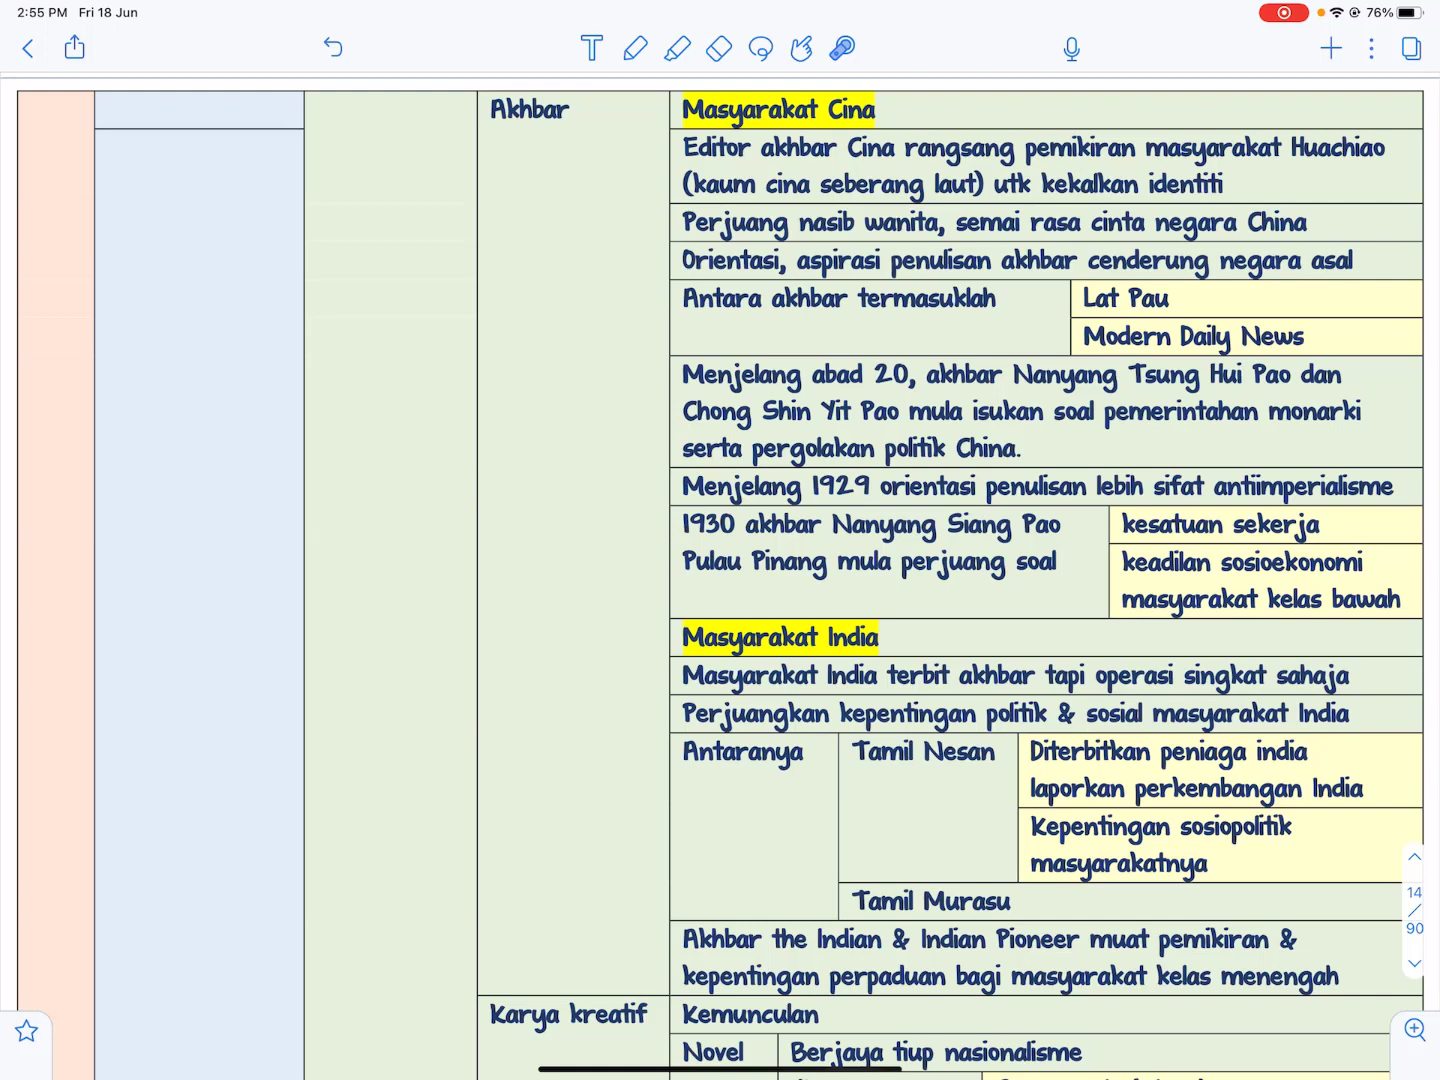 2:55 PM Fri 18 Jun
76%
Akhbar
Masyarakat Cina
Editor akhbar Cina rangsang pemikiran masyarakat Huachiao
(kaum cina seberang laut) utk kekalkan identiti
Perjuang nasib wanita, semai rasa cinta negara China
Orientasi, aspirasi penulisan akhbar cenderung negara asal
Antara akhbar termasuklah
Lat Pau
Modern Daily News
Menjelang abad 20, akhbar Nanyang Tsung Hui Pao dan
Chong Shin Yit Pao mula isukan soal pemerintahan monarki
serta pergolakan politik China.
Menjelang 1929 orientasi penulisan lebih sifat antiimperialisme
1930 akhbar Nanyang Siang Pao
Pulau Pinang mula perjuang soal
kesatuan sekerja
keadilan sosioekonomi
masyarakat kelas bawah
Masyarakat India
Masyarakat India terbit akhbar tapi operasi singkat sahaja
Perjuangkan kepentingan politik & sosial masyarakat India
Antaranya
Tamil Nesan
Diterbitkan peniaga india
laporkan perkembangan India
Kepentingan sosiopolitik
masyarakatnya
Tamil Murasu
Akhbar the Indian & Indian Pioneer muat pemikiran &
kepentingan perpaduan bagi masyarakat kelas menengah
14
/
90
Karya kreatif
Kemunculan
Novel
Berjaya tiup nasionalisme